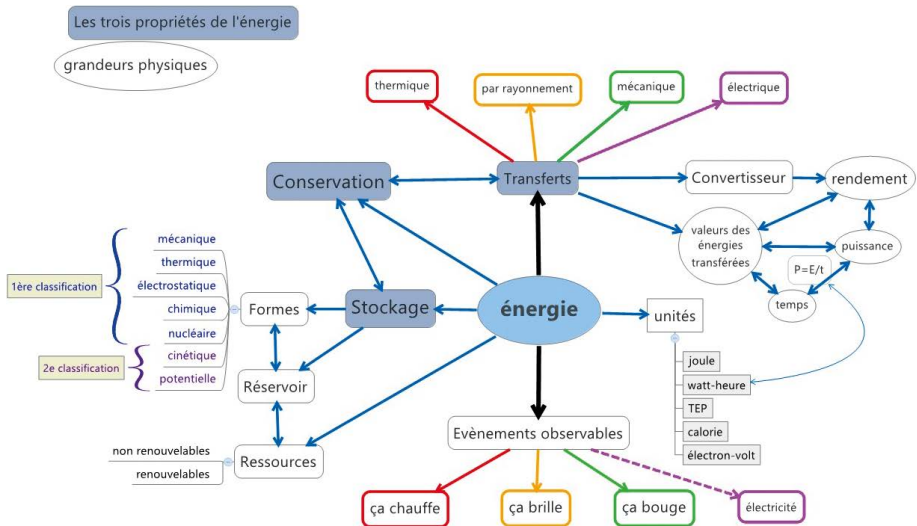 Les trois propriétés de l'énergie
grandeurs physiques
thermique
par rayonnement
mécanique
électrique
Conservation
Transferts
Convertisseur
rendement
valeurs des
énergies
transférées
puissance
P=E/t
temps
mécanique
thermique
1ère classification
électrostatique
chimique
nucléaire
2e classification
cinétique
potentielle
Formes
Stockage
énergie
unités
joule
watt-heure
TEP
calorie
électron-volt
Réservoir
Evènements observables
non renouvelables
renouvelables
Ressources
ça chauffe
ça brille
ça bouge
électricité